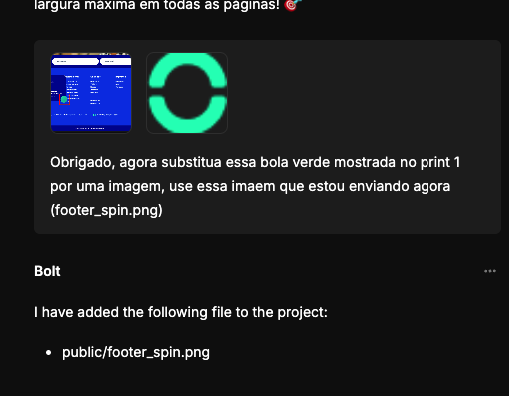 largura máxima em todas as páginas! 🎯
Obrigado, agora substitua essa bola verde mostrada no print 1
por uma imagem, use essa imaem que estou enviando agora
(footer_spin.png)
Bolt
I have added the following file to the project:
• public/footer_spin.png